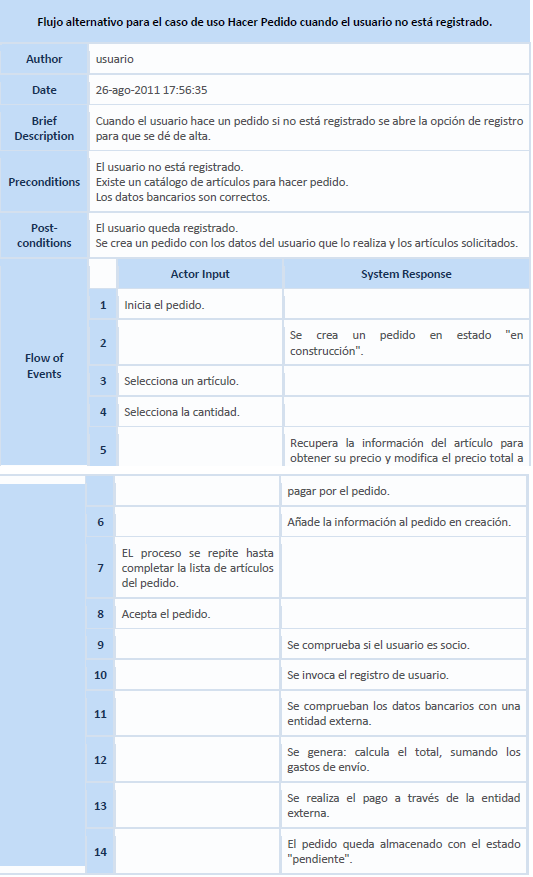 Flujo alternativo para el caso de uso Hacer Pedido cuando el usuario no está registrado.
Author
usuario
Date
26-ago-2011 17:56:35
Brief
Description
Cuando el usuario hace un pedido si no está registrado se abre la opción de registro
para que se dé de alta.
Preconditions
El usuario no está registrado.
Existe un catálogo de artículos para hacer pedido.
Los datos bancarios son correctos.
Post-
conditions
El usuario queda registrado.
Se crea un pedido con los datos del usuario que lo realiza y los artículos solicitados.
Flow of
Events
Actor Input
System Response
1
Inicia el pedido.
2
Se crea un pedido en estado "en
construcción".
3
Selecciona un artículo.
4
Selecciona la cantidad.
5
Recupera la información del artículo para
obtener su precio y modifica el precio total a
pagar por el pedido.
6
Añade la información al pedido en creación.
7
EL proceso se repite hasta
completar la lista de artículos
del pedido.
8
Acepta el pedido.
9
Se comprueba si el usuario es socio.
10
Se invoca el registro de usuario.
11
Se comprueban los datos bancarios con una
entidad externa.
12
Se genera: calcula el total, sumando los
gastos de envío.
13
Se realiza el pago a través de la entidad
externa.
14
El pedido queda almacenado con el estado
"pendiente".